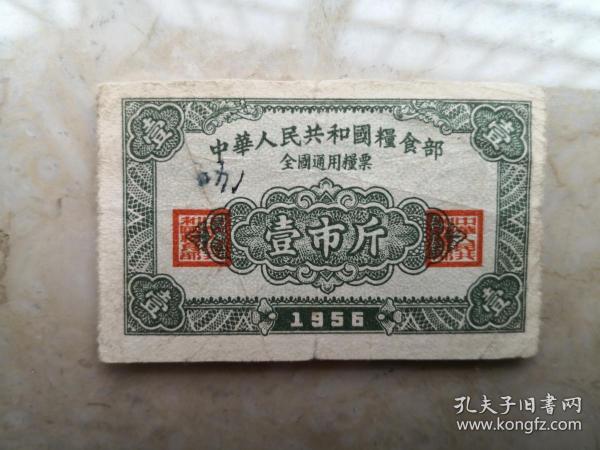 壹 壹
中華人民共和國糧食部
全國通用糧票
壹市斤
壹 壹
1956
孔夫子旧书网
www.kongfz.com